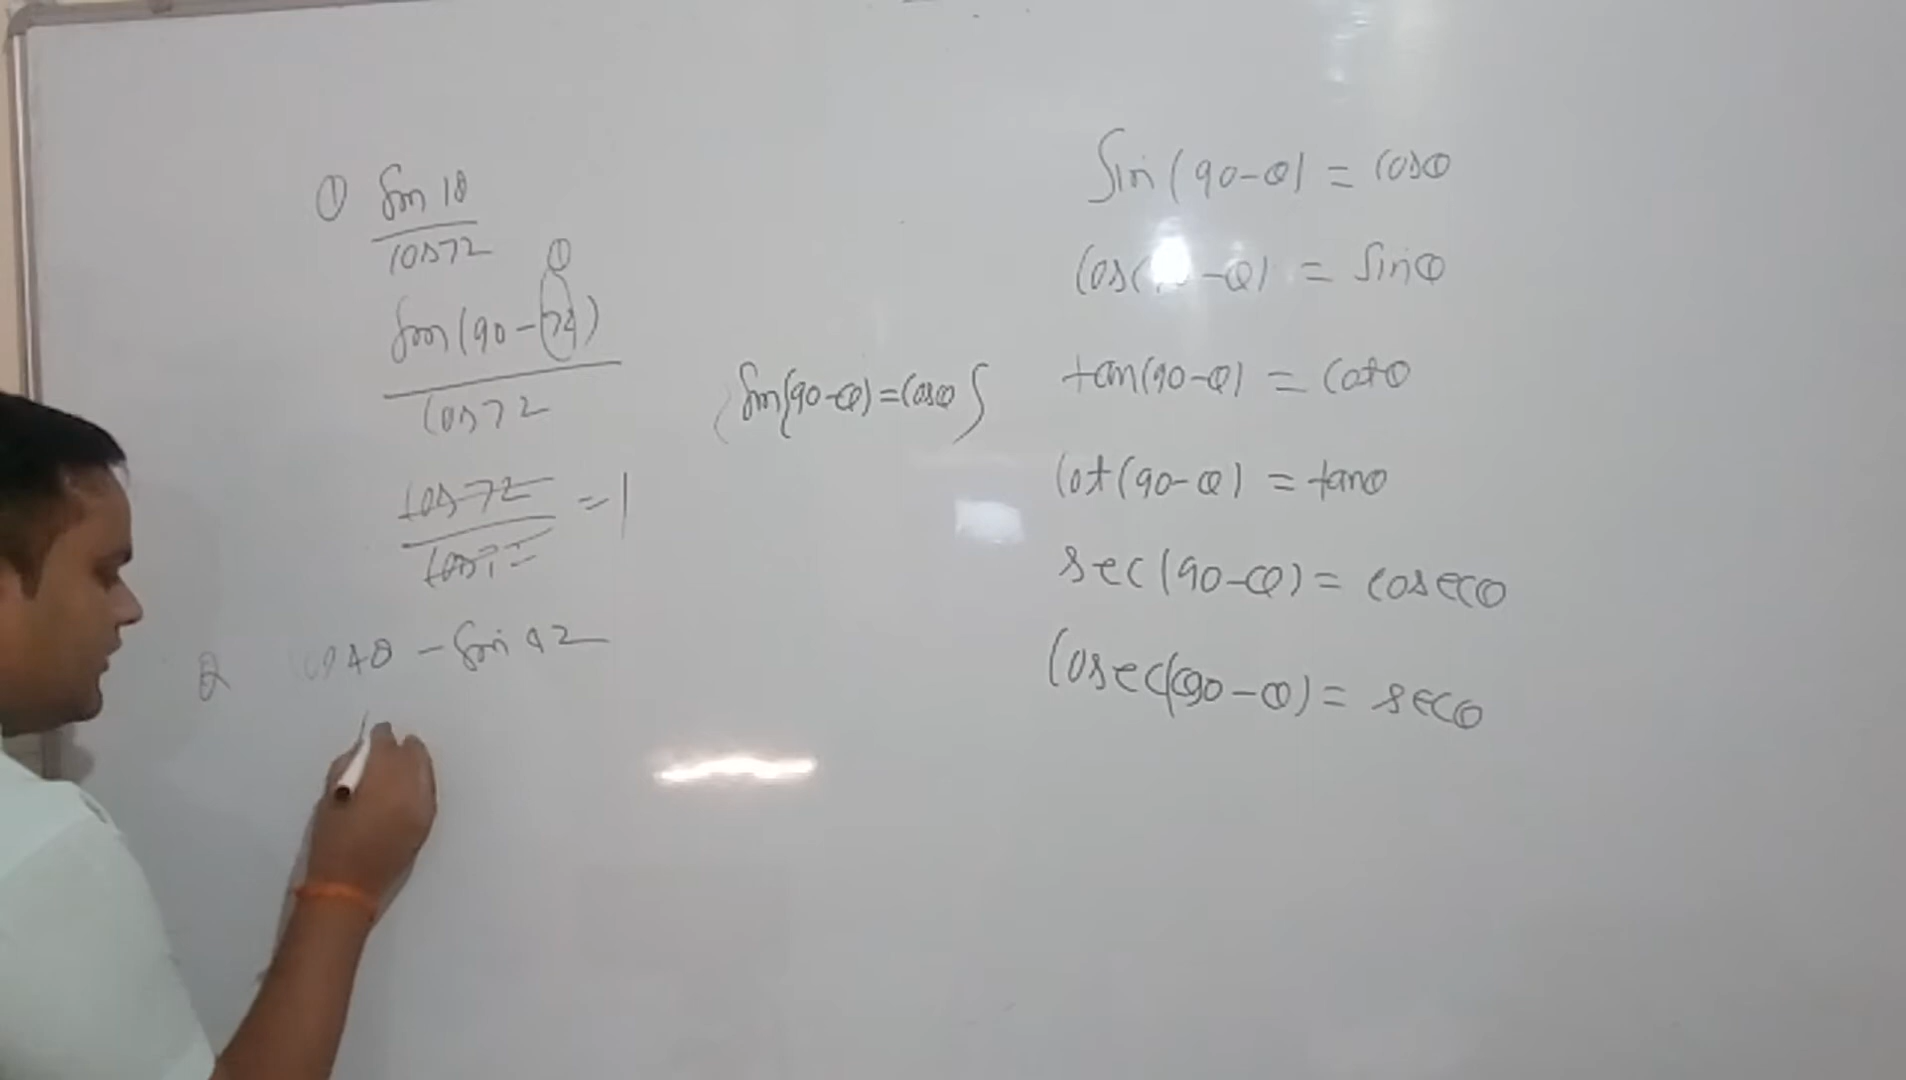 ① Sin 18
cos 72
θ
Sin (90-72)
cos 72
{ Sin(90-θ) = cosθ }
cos 72 = 1
cos 72
2 cos 48 - Sin 42
Sin (90-θ) = cosθ
Cos( -θ) = Sinθ
tan(90-θ) = Cotθ
Cot (90-θ) = tanθ
sec (90-θ) = cosecθ
Cosec(90-θ) = secθ